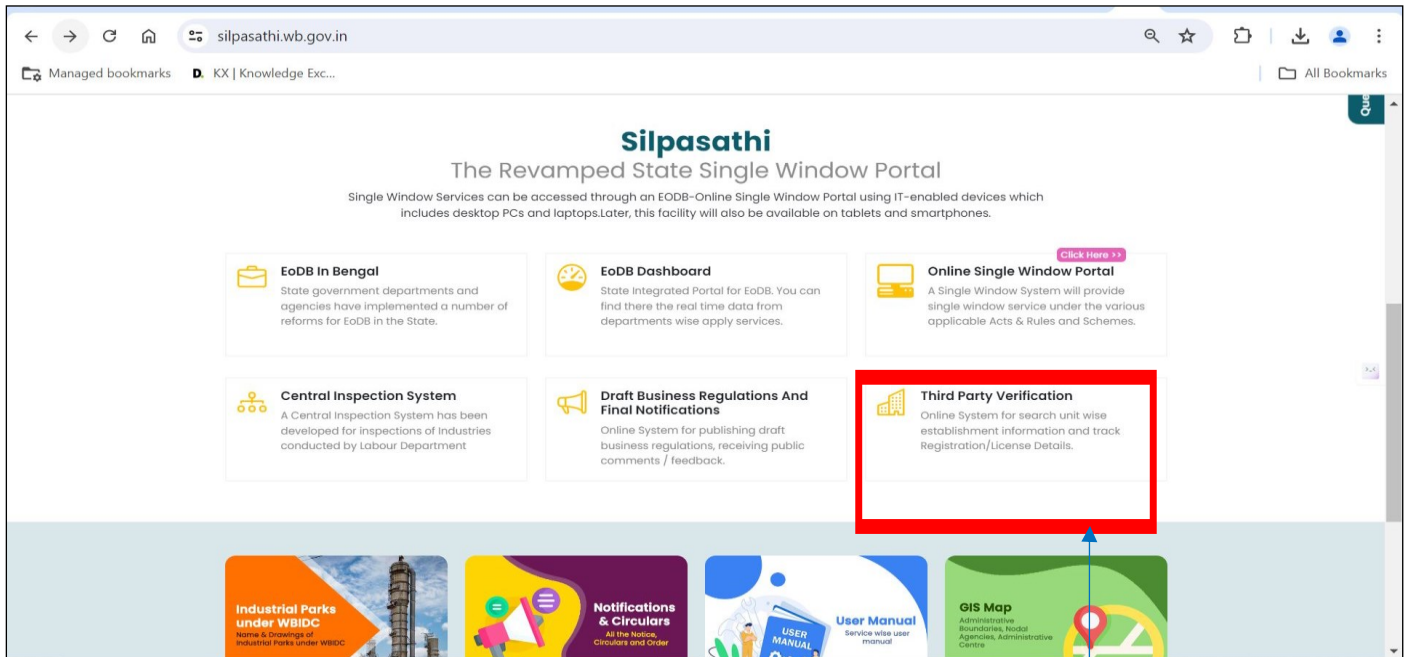 silpasathi.wb.gov.in
Managed bookmarks
D. KX | Knowledge Exc...
All Bookmarks
Que
Silpasathi
The Revamped State Single Window Portal
Single Window Services can be accessed through an EODB-Online Single Window Portal using IT-enabled devices which
includes desktop PCs and laptops.Later, this facility will also be available on tablets and smartphones.
EoDB In Bengal
State government departments and
agencies have implemented a number of
reforms for EoDB in the State.
EoDB Dashboard
State Integrated Portal for EoDB. You can
find there the real time data from
departments wise apply services.
Click Here >>
Online Single Window Portal
A Single Window System will provide
single window service under the various
applicable Acts & Rules and Schemes.
Central Inspection System
A Central Inspection System has been
developed for inspections of Industries
conducted by Labour Department
Draft Business Regulations And
Final Notifications
Online System for publishing draft
business regulations, receiving public
comments / feedback.
Third Party Verification
Online System for search unit wise
establishment information and track
Registration/License Details.
Industrial Parks
under WBIDC
Name & Drawings of
Industrial Parks under WBIDC
Notifications
& Circulars
All the Notice,
Circulars and Order
USER
MANUAL
User Manual
Service wise user
manual
GIS Map
Administrative
Boundaries, Nodal
Agencies, Administrative
Centre